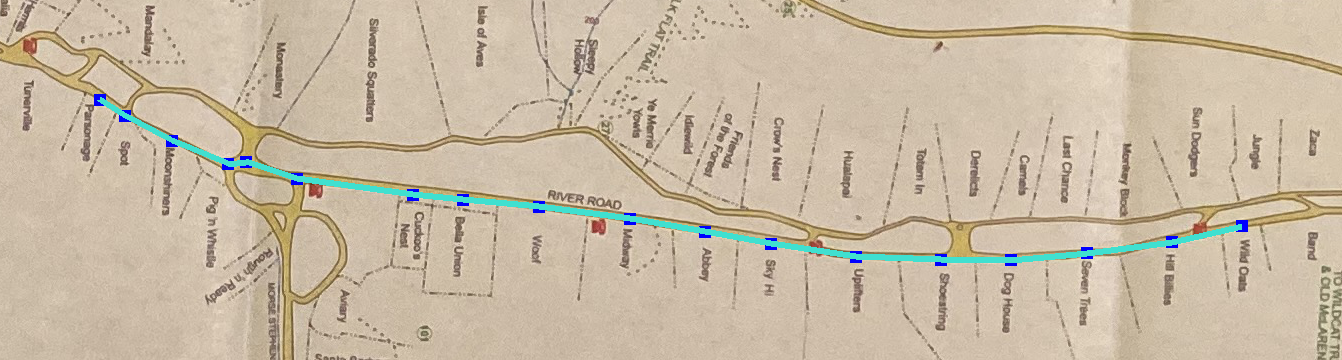 Mandalay
Monastery
Silverado Squatters
Isle of Aves
Sleepy
Hollow
K FLAT TRAIL
Ye Merrie
Yowls
Idlewild
Friends
of the Forest
Crow's Nest
Hualapai
Totem In
Derelicts
Camels
Last Chance
Monkey Block
Sun Dodgers
Jungle
Zaca
Tunerville
Parsonage
Spot
Moonshiners
Pig 'n Whistle
Rough 'n Ready
MORSE STEPHENS
Aviary
Cuckoo's
Nest
Bella Union
Woof
RIVER ROAD
Midway
Abbey
Sky Hi
Uplifters
Shoestring
Dog House
Seven Trees
Hill Billies
Wild Oats
Band
101
& OLD McLAREN